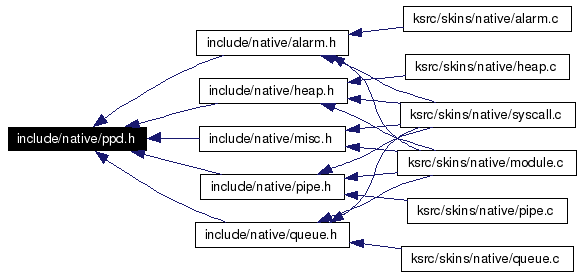 include/native/ppd.h
include/native/alarm.h
include/native/heap.h
include/native/misc.h
include/native/pipe.h
include/native/queue.h
ksrc/skins/native/alarm.c
ksrc/skins/native/heap.c
ksrc/skins/native/syscall.c
ksrc/skins/native/module.c
ksrc/skins/native/pipe.c
ksrc/skins/native/queue.c